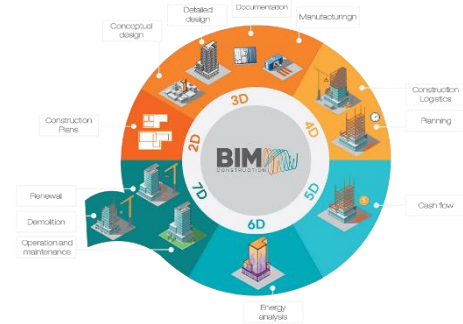 Detailed
design
Documentation
Manufacturingn
Conceptual
design
Construction
Logistics
Construction
Plans
Planning
3D
4D
2D
BIM
CONSTRUCTION
7D
5D
6D
Renewal
Demolition
Operation and
maintenance
Cash flow
Energy
analysis